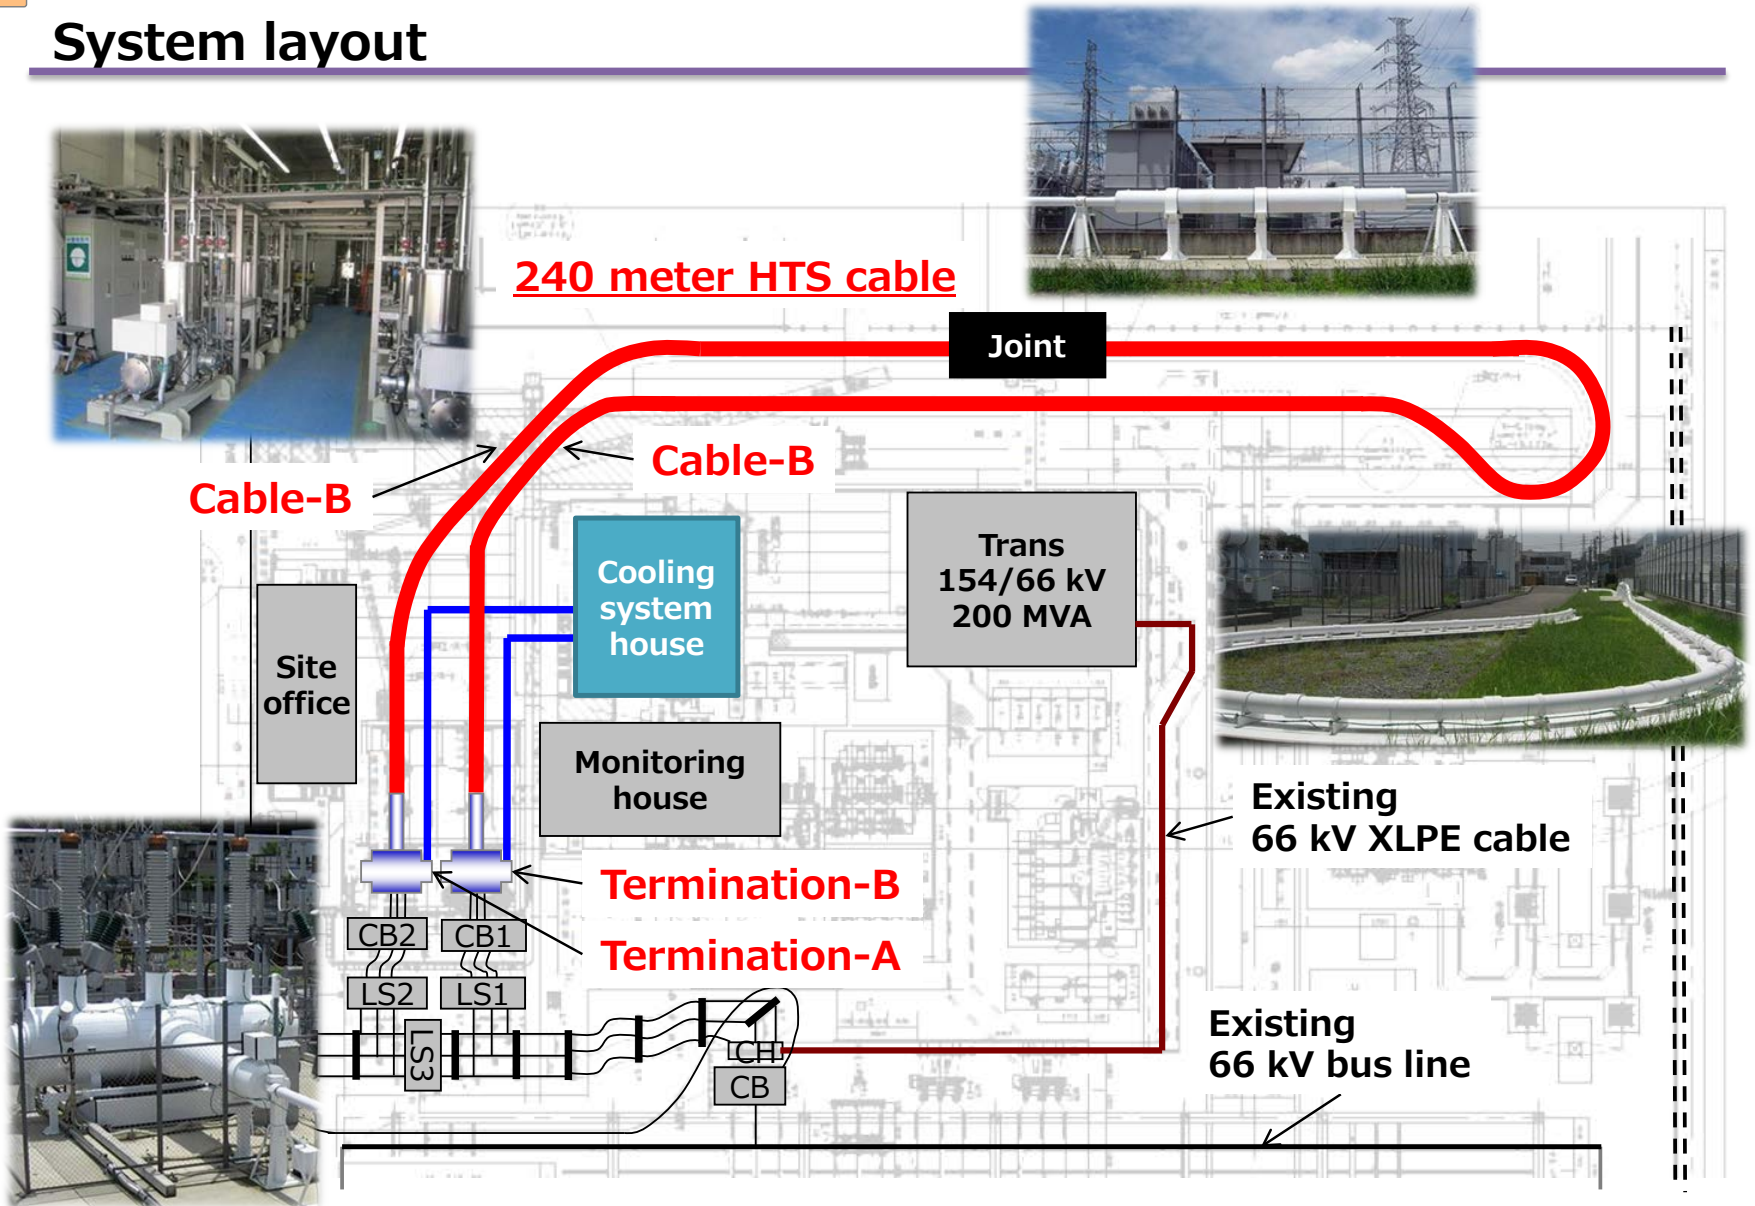 System layout
240 meter HTS cable
Joint
Cable-B
Cable-B
Cooling
system
house
Trans
154/66 kV
200 MVA
Site
office
Monitoring
house
Existing
66 kV XLPE cable
Termination-B
Termination-A
CB2
CB1
LS2
LS1
LS3
CH
CB
Existing
66 kV bus line